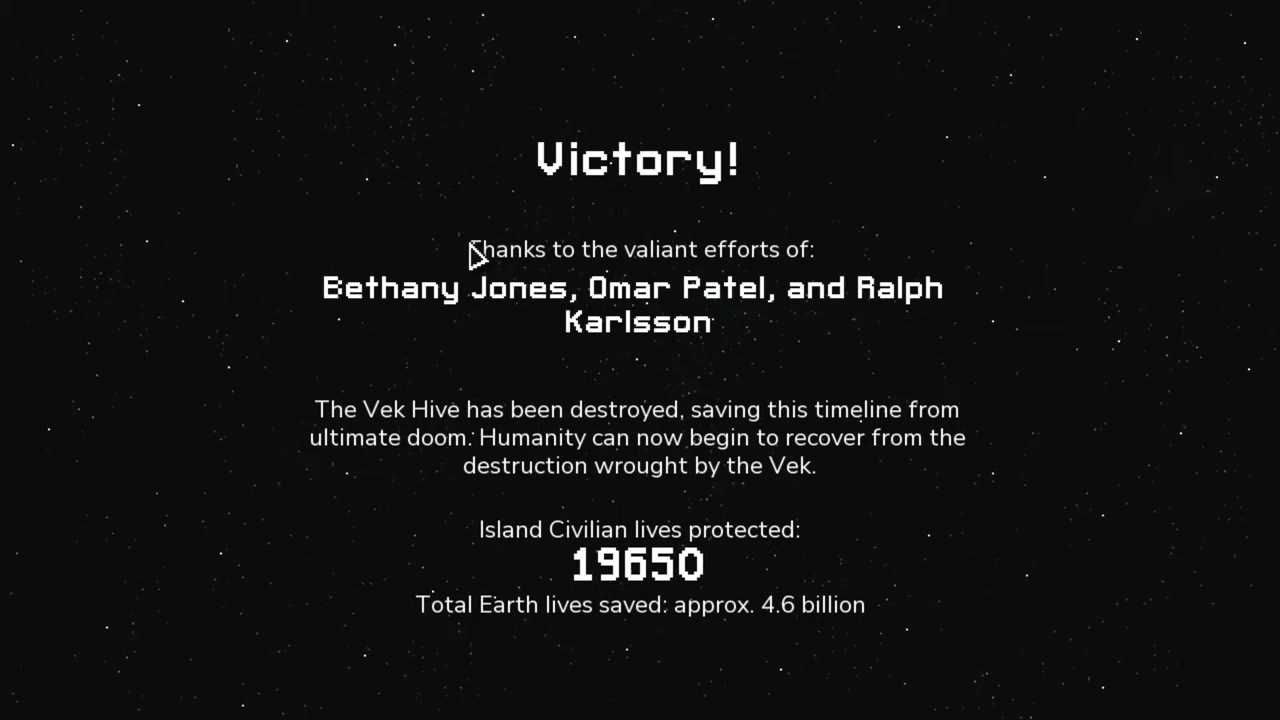 Victory!
Thanks to the valiant efforts of:
Bethany Jones, Omar Patel, and Ralph
Karlsson
The Vek Hive has been destroyed, saving this timeline from
ultimate doom. Humanity can now begin to recover from the
destruction wrought by the Vek.
Island Civilian lives protected:
19650
Total Earth lives saved: approx. 4.6 billion